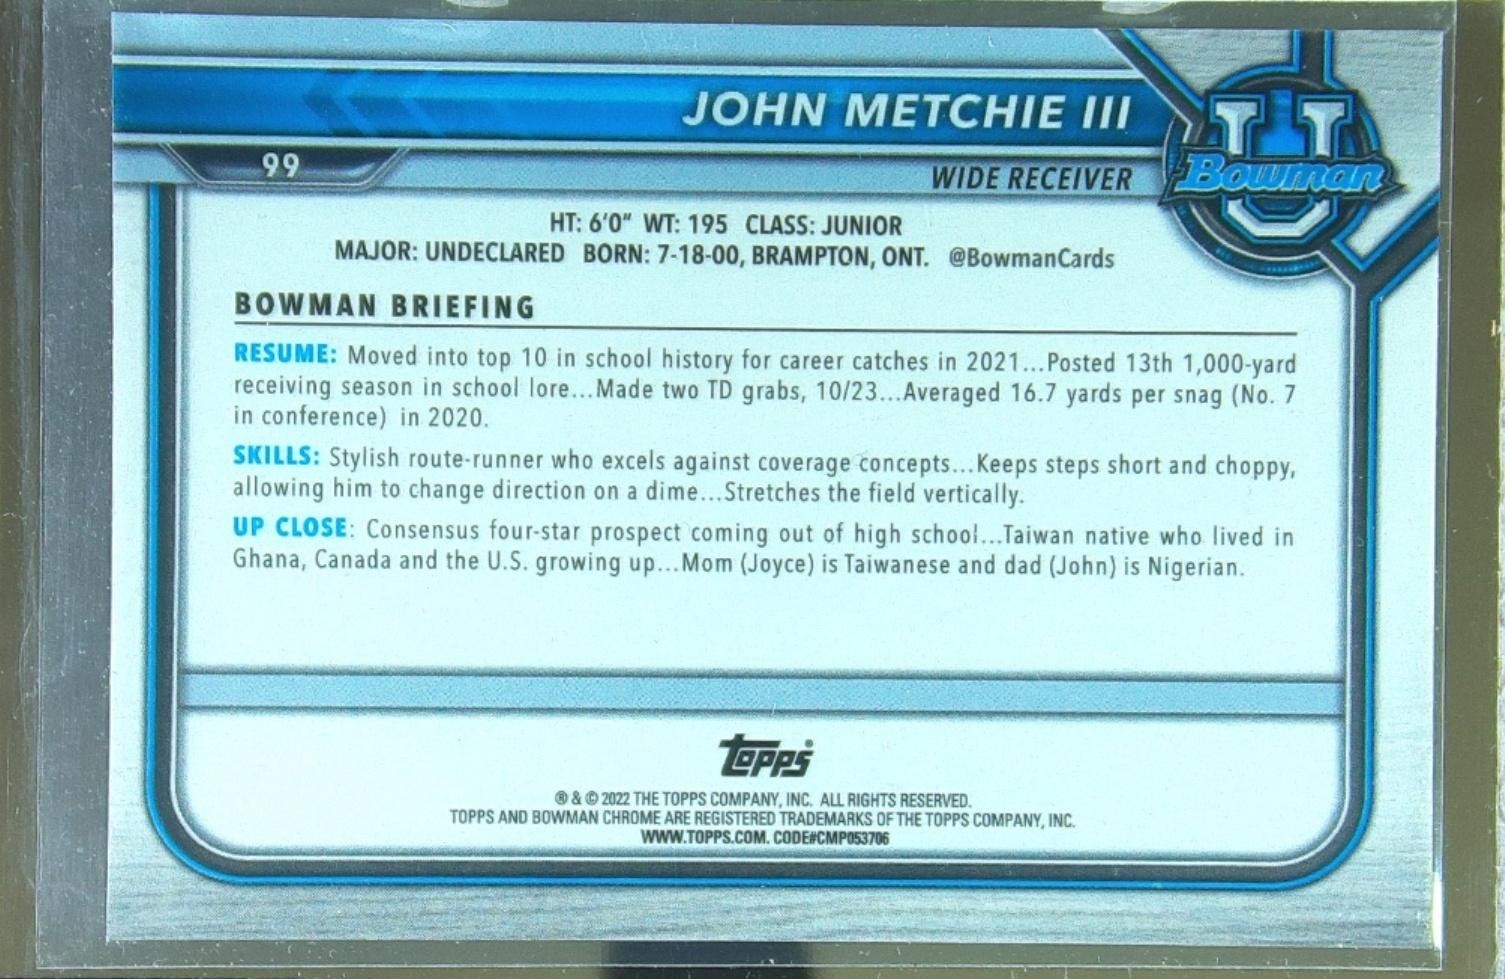 JOHN METCHIE III
U
Bowman
99
WIDE RECEIVER
HT: 6'0" WT: 195 CLASS: JUNIOR
MAJOR: UNDECLARED BORN: 7-18-00, BRAMPTON, ONT. @BowmanCards
BOWMAN BRIEFING
RESUME: Moved into top 10 in school history for career catches in 2021...Posted 13th 1,000-yard
receiving season in school lore...Made two TD grabs, 10/23...Averaged 16.7 yards per snag (No. 7
in conference) in 2020.
SKILLS: Stylish route-runner who excels against coverage concepts...Keeps steps short and choppy,
allowing him to change direction on a dime...Stretches the field vertically.
UP CLOSE: Consensus four-star prospect coming out of high school...Taiwan native who lived in
Ghana, Canada and the U.S. growing up...Mom (Joyce) is Taiwanese and dad (John) is Nigerian.
topps®
® & © 2022 THE TOPPS COMPANY, INC. ALL RIGHTS RESERVED.
TOPPS AND BOWMAN CHROME ARE REGISTERED TRADEMARKS OF THE TOPPS COMPANY, INC.
WWW.TOPPS.COM. CODE#CMP053706